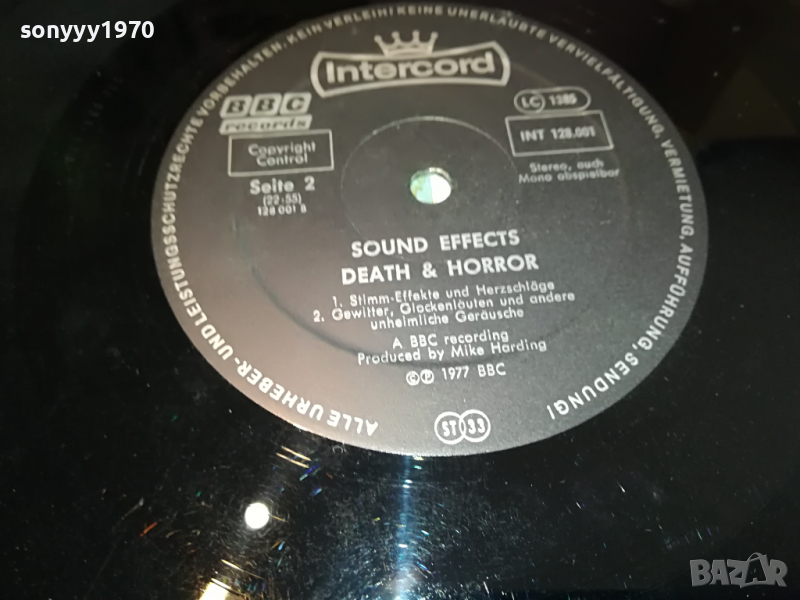 sonyyy1970
ALLE URHEBER- UND LEISTUNGSSCHUTZRECHTE VORBEHALTEN. KEIN VERLEIH! KEINE UNERLAUBTE VERVIELFÄLTIGUNG, VERMIETUNG, AUFFÜHRUNG, SENDUNG!
Intercord
BBC
records
LC 1385
Copyright
Control
INT 128.001
Seite 2
(22:55)
128 001 B
Stereo, auch
Mono abspielbar
SOUND EFFECTS
DEATH & HORROR
1. Stimm-Effekte und Herzschläge
2. Gewitter, Glockenläuten und andere
unheimliche Geräusche
A BBC recording
Produced by Mike Harding
©℗ 1977 BBC
ST 33
BAZAR